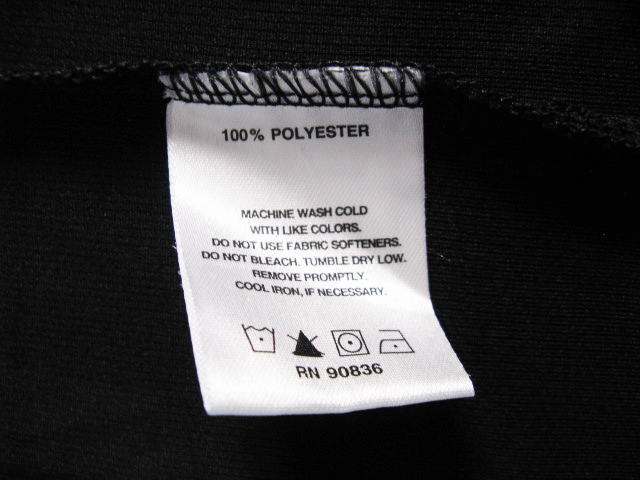 100% POLYESTER
MACHINE WASH COLD
WITH LIKE COLORS.
DO NOT USE FABRIC SOFTENERS.
DO NOT BLEACH. TUMBLE DRY LOW.
REMOVE PROMPTLY.
COOL IRON, IF NECESSARY.
RN 90836